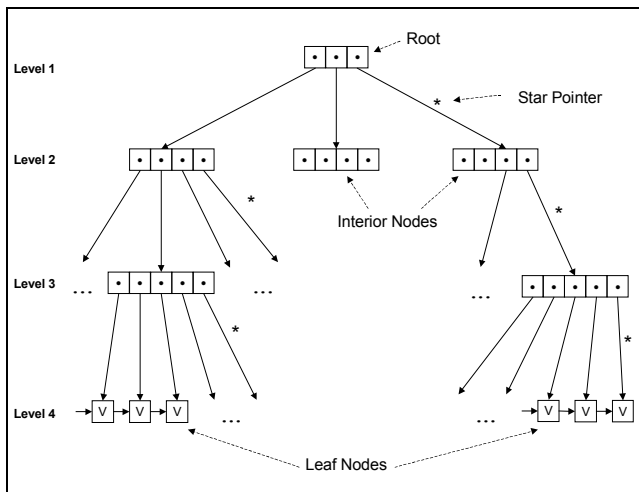 Root
Level 1
*
Star Pointer
Level 2
*
*
Interior Nodes
Level 3
...
...
...
*
*
Level 4
V V V
...
...
V V V
Leaf Nodes